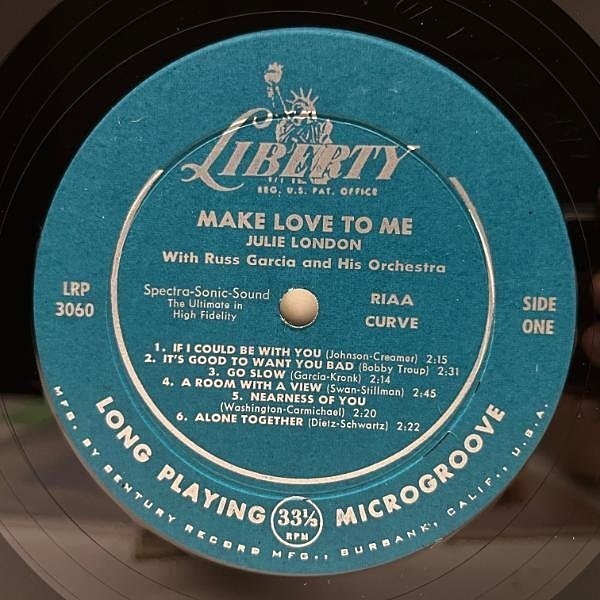 LIBERTY
REG. U.S. PAT. OFFICE
MAKE LOVE TO ME
JULIE LONDON
With Russ Garcia and His Orchestra
LRP
3060
Spectra-Sonic-Sound
The Ultimate in
High Fidelity
RIAA
CURVE
SIDE
ONE
1. IF I COULD BE WITH YOU (Johnson-Creamer) 2:15
2. IT'S GOOD TO WANT YOU BAD (Bobby Troup) 2:31
3. GO SLOW (Garcia-Kronk) 2:14
4. A ROOM WITH A VIEW (Swan-Stillman) 2:45
5. NEARNESS OF YOU
(Washington-Carmichael) 2:20
6. ALONE TOGETHER (Dietz-Schwartz) 2:22
LONG PLAYING 33⅓ RPM MICROGROOVE
MFG. BY CENTURY RECORD MFG., BURBANK, CALIF., U.S.A.